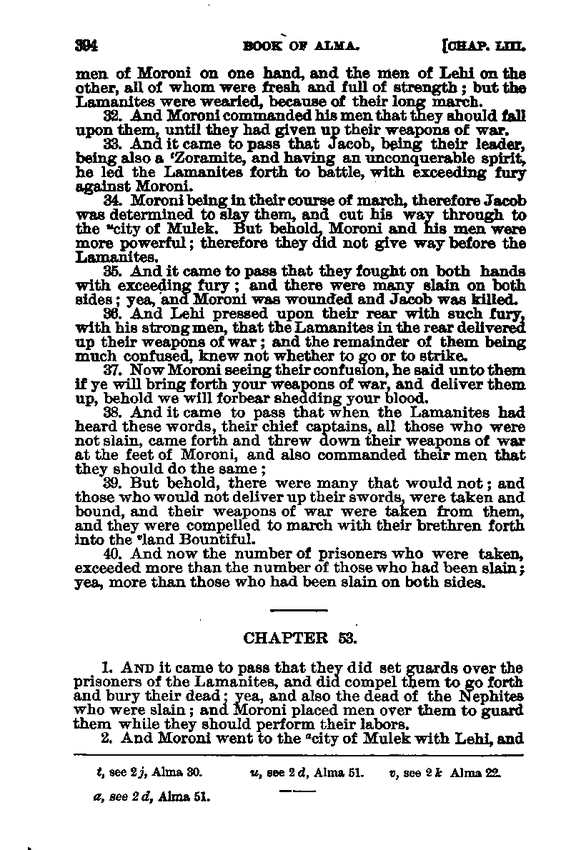 394 BOOK OF ALMA. [CHAP. LIII.
men of Moroni on one hand, and the men of Lehi on the
other, all of whom were fresh and full of strength; but the
Lamanites were wearied, because of their long march.
32. And Moroni commanded his men that they should fall
upon them, until they had given up their weapons of war.
33. And it came to pass that Jacob, being their leader,
being also a ᵗZoramite, and having an unconquerable spirit,
he led the Lamanites forth to battle, with exceeding fury
against Moroni.
34. Moroni being in their course of march, therefore Jacob
was determined to slay them, and cut his way through to
the ᵘcity of Mulek. But behold, Moroni and his men were
more powerful; therefore they did not give way before the
Lamanites.
35. And it came to pass that they fought on both hands
with exceeding fury; and there were many slain on both
sides; yea, and Moroni was wounded and Jacob was killed.
36. And Lehi pressed upon their rear with such fury,
with his strong men, that the Lamanites in the rear delivered
up their weapons of war; and the remainder of them being
much confused, knew not whether to go or to strike.
37. Now Moroni seeing their confusion, he said unto them
if ye will bring forth your weapons of war, and deliver them
up, behold we will forbear shedding your blood.
38. And it came to pass that when the Lamanites had
heard these words, their chief captains, all those who were
not slain, came forth and threw down their weapons of war
at the feet of Moroni, and also commanded their men that
they should do the same;
39. But behold, there were many that would not; and
those who would not deliver up their swords, were taken and
bound, and their weapons of war were taken from them,
and they were compelled to march with their brethren forth
into the ᵛland Bountiful.
40. And now the number of prisoners who were taken,
exceeded more than the number of those who had been slain;
yea, more than those who had been slain on both sides.
CHAPTER 53.
1. AND it came to pass that they did set guards over the
prisoners of the Lamanites, and did compel them to go forth
and bury their dead; yea, and also the dead of the Nephites
who were slain; and Moroni placed men over them to guard
them while they should perform their labors.
2. And Moroni went to the ᵃcity of Mulek with Lehi, and
t, see 2 j, Alma 30. u, see 2 d, Alma 51. v, see 2 k Alma 22.
a, see 2 d, Alma 51.